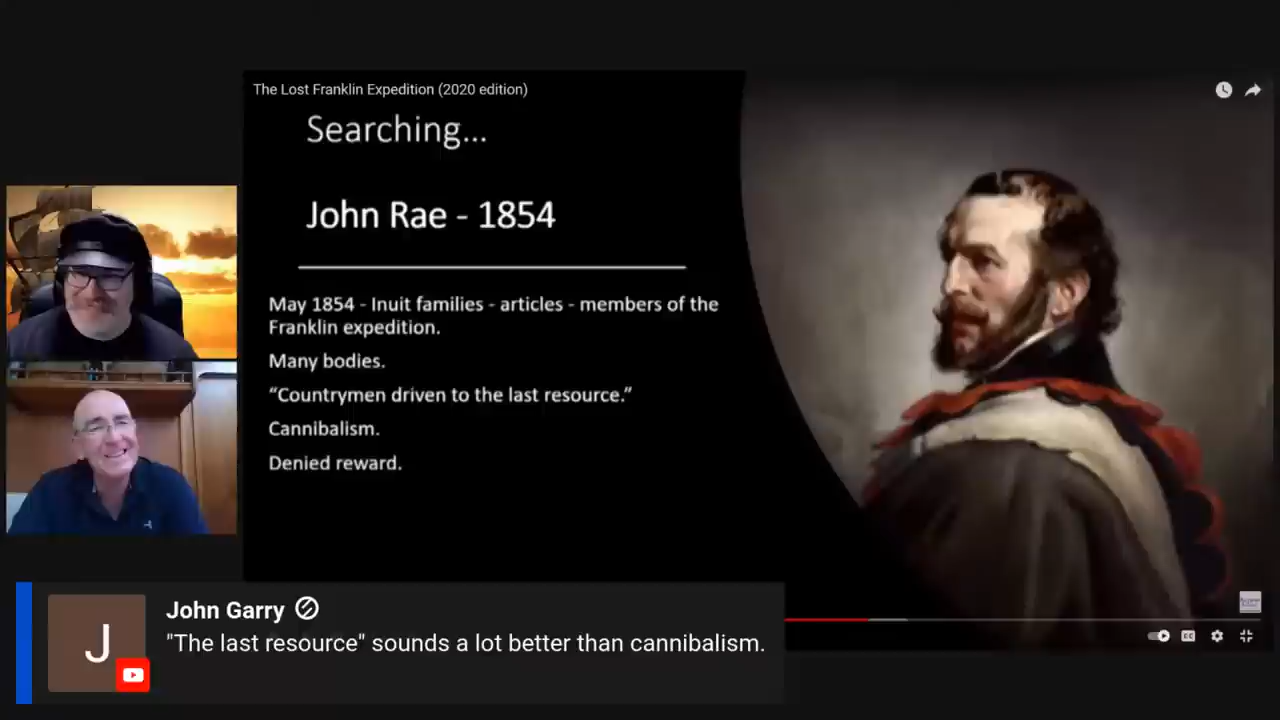 The Lost Franklin Expedition (2020 edition)
Searching...
John Rae - 1854
May 1854 - Inuit families - articles - members of the
Franklin expedition.
Many bodies.
“Countrymen driven to the last resource.”
Cannibalism.
Denied reward.
J
John Garry
"The last resource" sounds a lot better than cannibalism.
CC